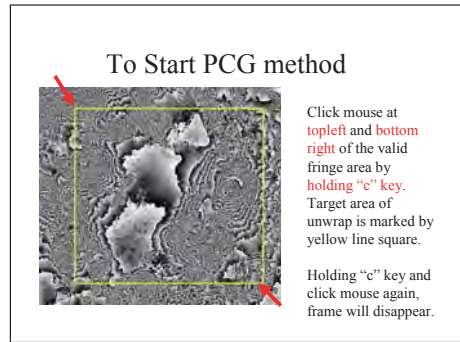 To Start PCG method
Click mouse at
topleft and bottom
right of the valid
fringe area by
holding “c” key.
Target area of
unwrap is marked by
yellow line square.
Holding “c” key and
click mouse again,
frame will disappear.